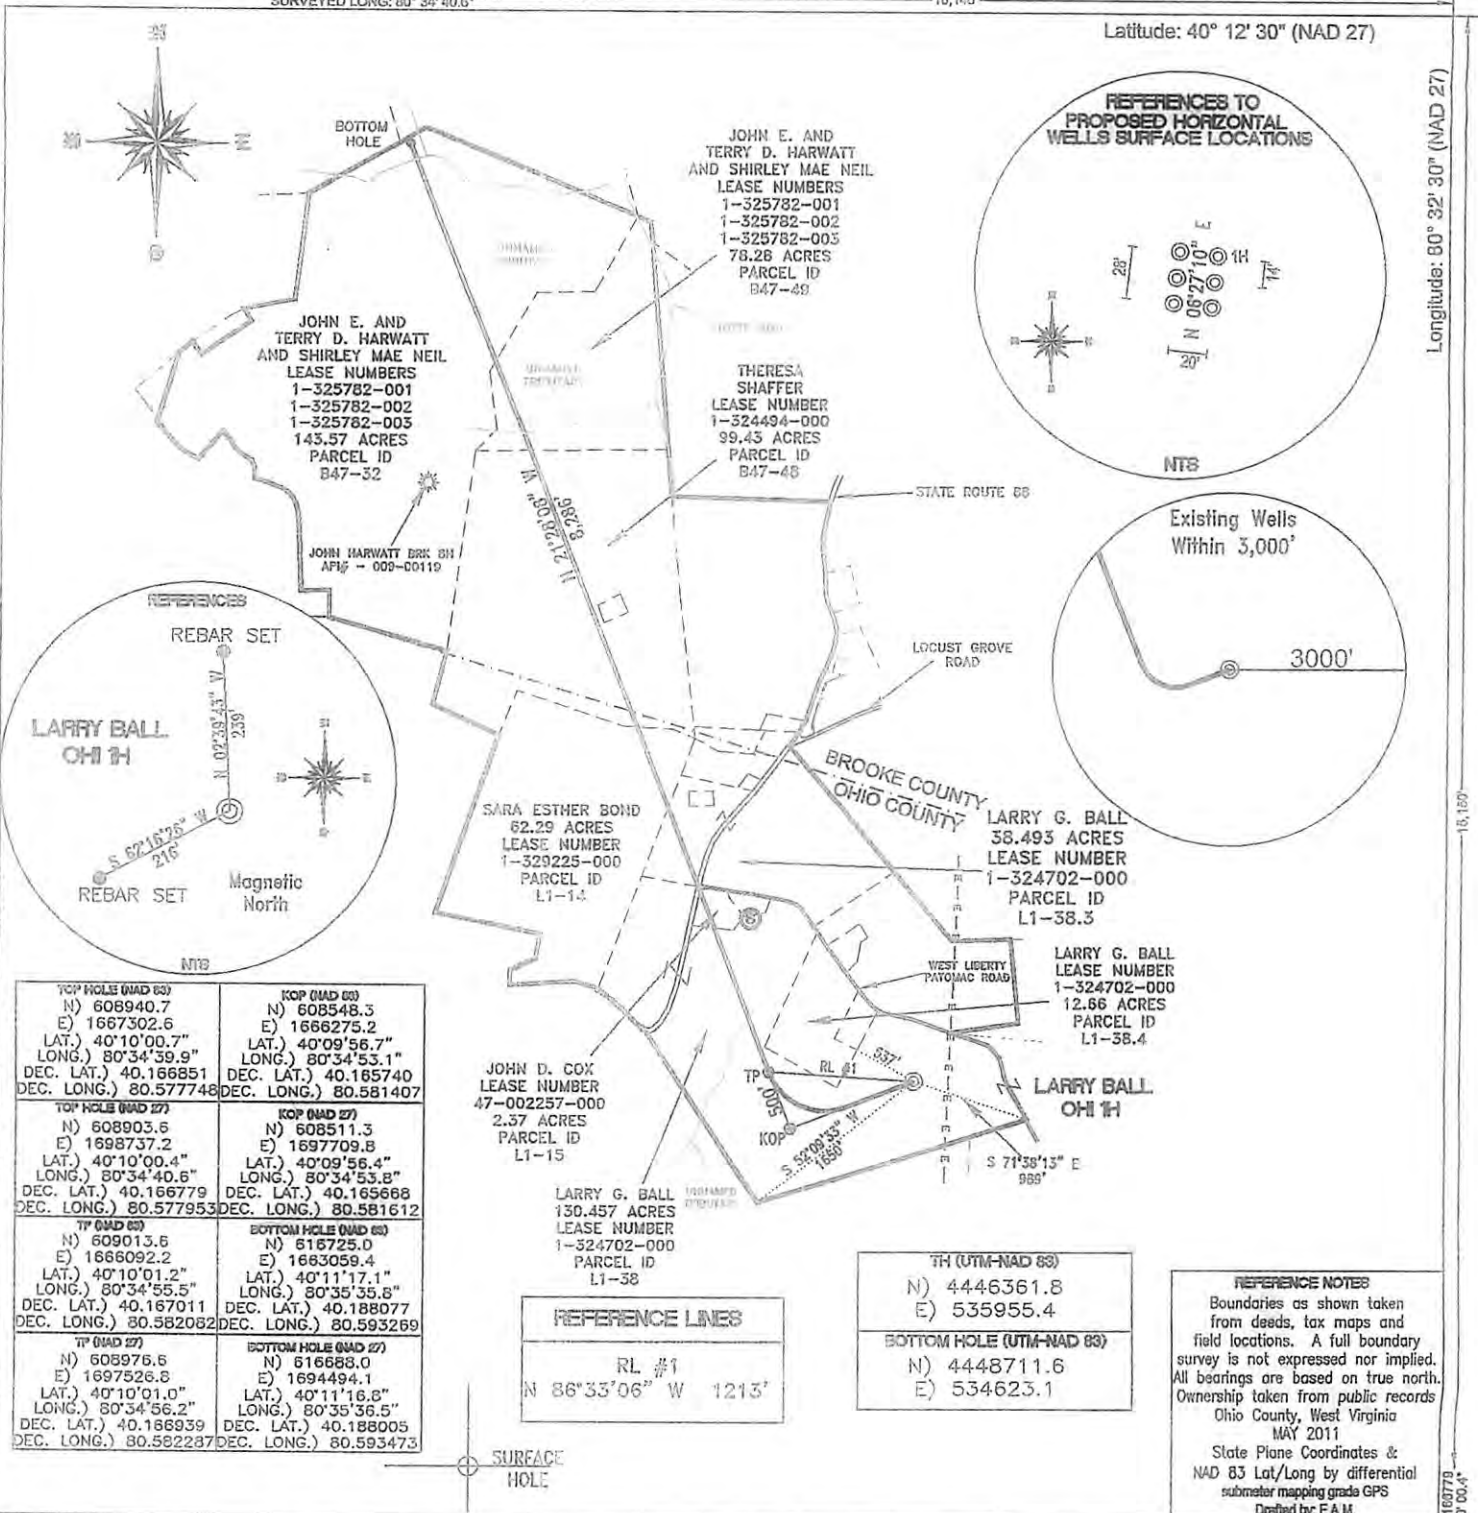 SURVEYED LONG: 80° 34' 40.6"
Latitude: 40° 12' 30" (NAD 27)
Longitude: 80° 32' 30" (NAD 27)
REFERENCES TO
PROPOSED HORIZONTAL
WELLS SURFACE LOCATIONS
28'
N 06°27'10" E
1H
14'
20'
NTS
BOTTOM
HOLE
JOHN E. AND
TERRY D. HARWATT
AND SHIRLEY MAE NEIL
LEASE NUMBERS
1-325782-001
1-325782-002
1-325782-003
78.28 ACRES
PARCEL ID
B47-49
UNNAMED
TRIBUTARY
JOHN E. AND
TERRY D. HARWATT
AND SHIRLEY MAE NEIL
LEASE NUMBERS
1-325782-001
1-325782-002
1-325782-003
143.57 ACRES
PARCEL ID
B47-32
THERESA
SHAFFER
LEASE NUMBER
1-324494-000
99.43 ACRES
PARCEL ID
B47-48
STATE ROUTE 88
N 21°28'08" W
8,286'
JOHN HARWATT BRK 8H
API# - 009-00119
Existing Wells
Within 3,000'
3000'
REFERENCES
REBAR SET
LARRY BALL
OHI 1H
N 02°39'43" W
239'
S 62°16'26" W
216'
REBAR SET
Magnetic
North
NTS
LOCUST GROVE
ROAD
BROOKE COUNTY
OHIO COUNTY
SARA ESTHER BOND
62.29 ACRES
LEASE NUMBER
1-329225-000
PARCEL ID
L1-14
LARRY G. BALL
38.493 ACRES
LEASE NUMBER
1-324702-000
PARCEL ID
L1-38.3
WEST LIBERTY
PATOMAC ROAD
LARRY G. BALL
LEASE NUMBER
1-324702-000
12.66 ACRES
PARCEL ID
L1-38.4
18,160'
TOP HOLE (NAD 83)
N) 608940.7
E) 1667302.6
LAT.) 40°10'00.7"
LONG.) 80°34'39.9"
DEC. LAT.) 40.166851
DEC. LONG.) 80.577748
KOP (NAD 83)
N) 608548.3
E) 1666275.2
LAT.) 40°09'56.7"
LONG.) 80°34'53.1"
DEC. LAT.) 40.165740
DEC. LONG.) 80.581407
TOP HOLE (NAD 27)
N) 608903.6
E) 1698737.2
LAT.) 40°10'00.4"
LONG.) 80°34'40.6"
DEC. LAT.) 40.166779
DEC. LONG.) 80.577953
KOP (NAD 27)
N) 608511.3
E) 1697709.8
LAT.) 40°09'56.4"
LONG.) 80°34'53.8"
DEC. LAT.) 40.165668
DEC. LONG.) 80.581612
TP (NAD 83)
N) 609013.6
E) 1666092.2
LAT.) 40°10'01.2"
LONG.) 80°34'55.5"
DEC. LAT.) 40.167011
DEC. LONG.) 80.582082
BOTTOM HOLE (NAD 83)
N) 616725.0
E) 1663059.4
LAT.) 40°11'17.1"
LONG.) 80°35'35.8"
DEC. LAT.) 40.188077
DEC. LONG.) 80.593269
TP (NAD 27)
N) 608976.6
E) 1697526.8
LAT.) 40°10'01.0"
LONG.) 80°34'56.2"
DEC. LAT.) 40.166939
DEC. LONG.) 80.582287
BOTTOM HOLE (NAD 27)
N) 616688.0
E) 1694494.1
LAT.) 40°11'16.8"
LONG.) 80°35'36.5"
DEC. LAT.) 40.188005
DEC. LONG.) 80.593473
JOHN D. COX
LEASE NUMBER
47-002257-000
2.37 ACRES
PARCEL ID
L1-15
TP
RL #1
500'
KOP
S 52°09'33" W
1650'
LARRY BALL
OHI 1H
S 71°38'13" E
989'
LARRY G. BALL
130.457 ACRES
LEASE NUMBER
1-324702-000
PARCEL ID
L1-38
UNNAMED
TRIBUTARY
REFERENCE LINES
RL #1
N 86°33'06" W 1213'
TH (UTM-NAD 83)
N) 4446361.8
E) 535955.4
BOTTOM HOLE (UTM-NAD 83)
N) 4448711.6
E) 534623.1
REFERENCE NOTES
Boundaries as shown taken
from deeds, tax maps and
field locations. A full boundary
survey is not expressed nor implied.
All bearings are based on true north.
Ownership taken from public records
Ohio County, West Virginia
MAY 2011
State Plane Coordinates &
NAD 83 Lat/Long by differential
submeter mapping grade GPS
Drafted by: F.A.M.
SURFACE
HOLE